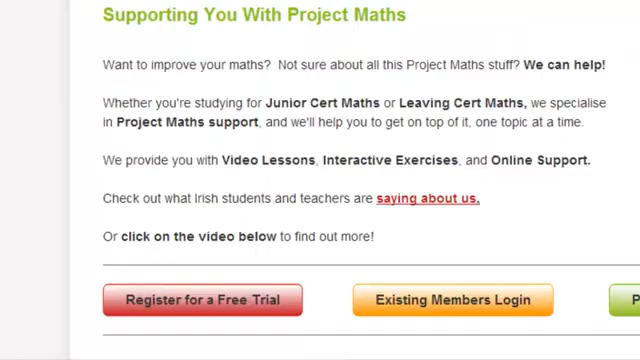 Supporting You With Project Maths
Want to improve your maths? Not sure about all this Project Maths stuff? We can help!
Whether you're studying for Junior Cert Maths or Leaving Cert Maths, we specialise
in Project Maths support, and we'll help you to get on top of it, one topic at a time.
We provide you with Video Lessons, Interactive Exercises, and Online Support.
Check out what Irish students and teachers are saying about us.
Or click on the video below to find out more!
Register for a Free Trial
Existing Members Login